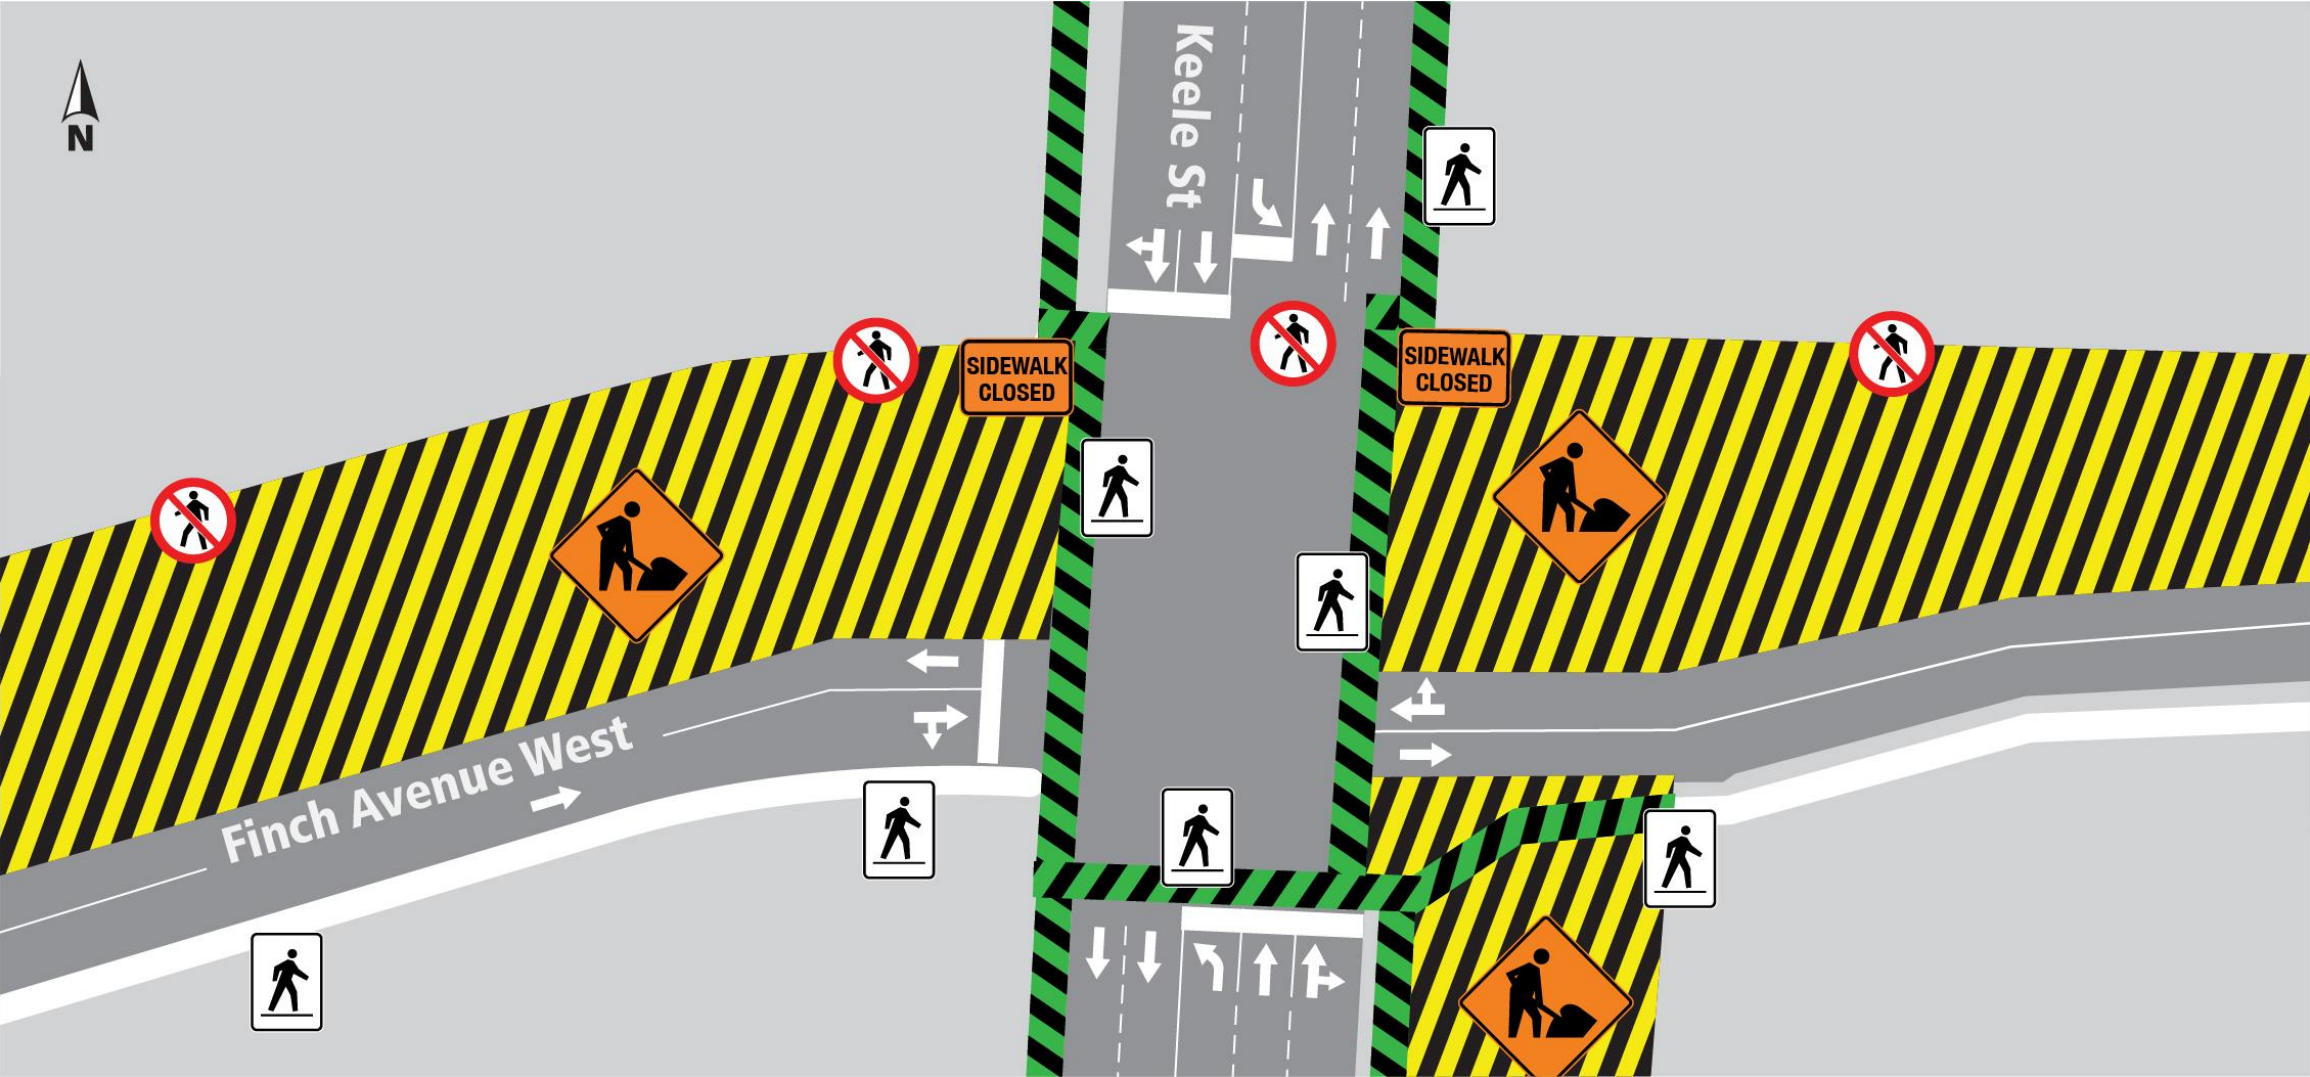 Keele St
N
SIDEWALK
CLOSED
SIDEWALK
CLOSED
Finch Avenue West